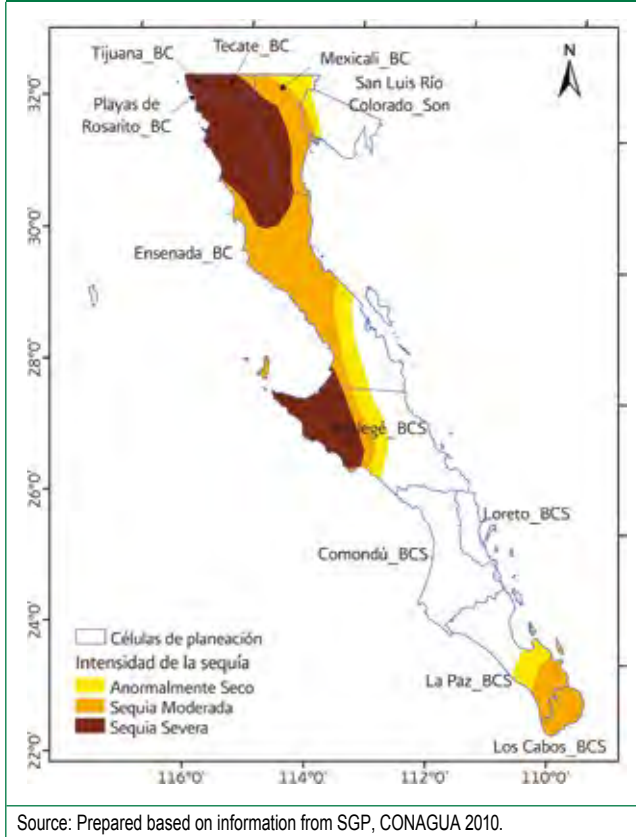 Tijuana_BC
Tecate_BC
Mexicali_BC
N
San Luis Río
Colorado_Son
Playas de
Rosarito_BC
32°0'
30°0'
Ensenada_BC
28°0'
egé_BCS
26°0'
Loreto_BCS
Comondú_BCS
24°0'
Células de planeación
Intensidad de la sequía
Anormalmente Seco
La Paz_BCS
Sequia Moderada
Sequia Severa
Los Cabos_BCS
22°0'
116°0'
114°0'
112°0'
110°0'
Source: Prepared based on information from SGP, CONAGUA 2010.